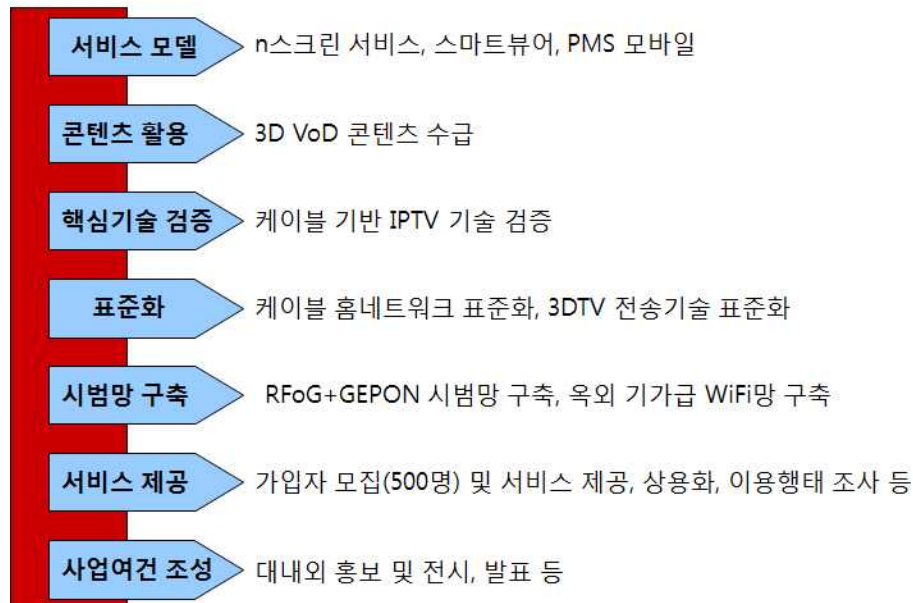 서비스 모델 n스크린 서비스, 스마트뷰어, PMS 모바일
콘텐츠 활용 3D VoD 콘텐츠 수급
핵심기술 검증 케이블 기반 IPTV 기술 검증
표준화 케이블 홈네트워크 표준화, 3DTV 전송기술 표준화
시범망 구축 RFoG+GEPON 시범망 구축, 옥외 기가급 WiFi망 구축
서비스 제공 가입자 모집(500명) 및 서비스 제공, 상용화, 이용행태 조사 등
사업여건 조성 대내외 홍보 및 전시, 발표 등